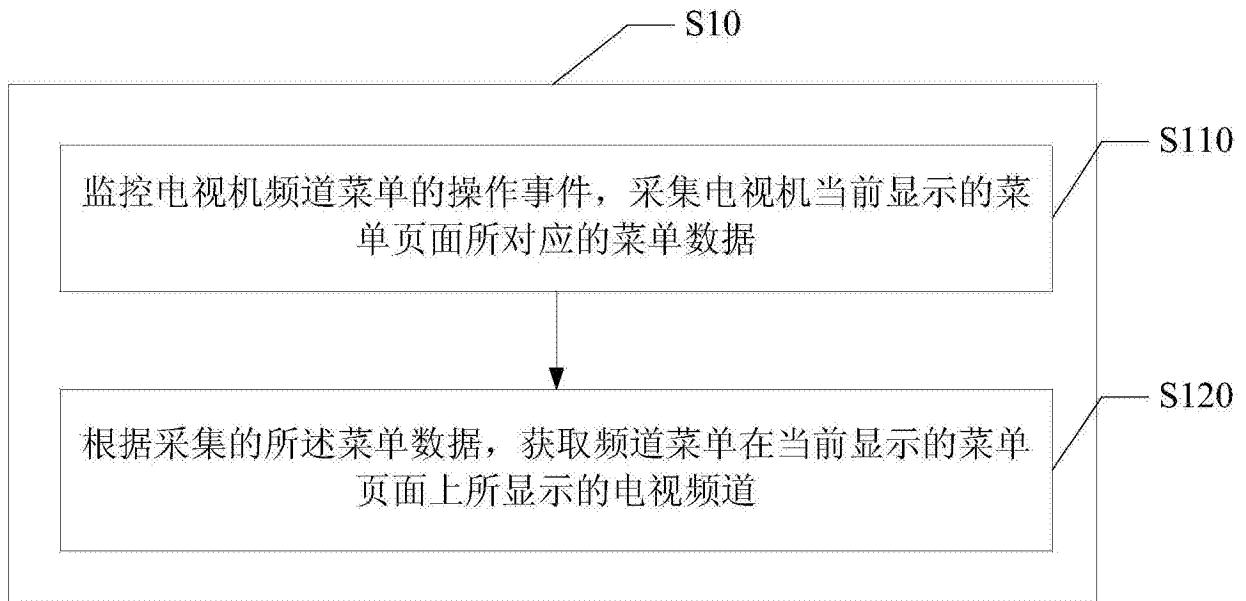 S10
S110
监控电视机频道菜单的操作事件，采集电视机当前显示的菜
单页面所对应的菜单数据
S120
根据采集的所述菜单数据，获取频道菜单在当前显示的菜单
页面上所显示的电视频道